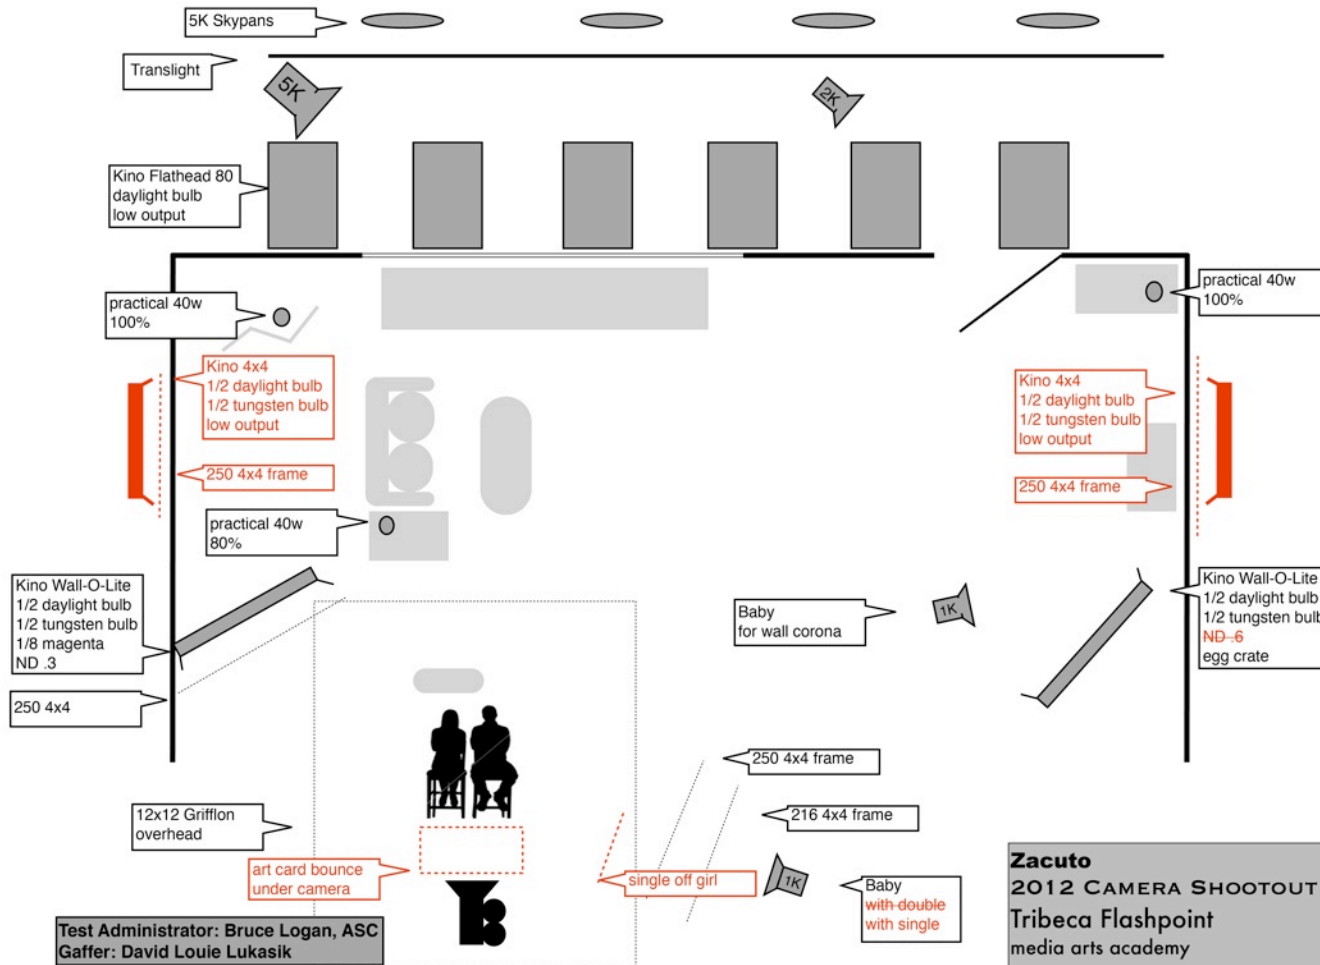 5K Skypans
Translight
5K
2K
Kino Flathead 80
daylight bulb
low output
practical 40w
100%
practical 40w
100%
Kino 4x4
1/2 daylight bulb
1/2 tungsten bulb
low output
250 4x4 frame
Kino 4x4
1/2 daylight bulb
1/2 tungsten bulb
low output
250 4x4 frame
practical 40w
80%
Kino Wall-O-Lite
1/2 daylight bulb
1/2 tungsten bulb
1/8 magenta
ND .3
250 4x4
Baby
for wall corona
1K
Kino Wall-O-Lite
1/2 daylight bulb
1/2 tungsten bulb
ND .6
egg crate
250 4x4 frame
216 4x4 frame
12x12 Grifflon
overhead
art card bounce
under camera
single off girl
1K
Baby
with double
with single
Test Administrator: Bruce Logan, ASC
Gaffer: David Louie Lukasik
Zacuto
2012 CAMERA SHOOTOUT
Tribeca Flashpoint
media arts academy